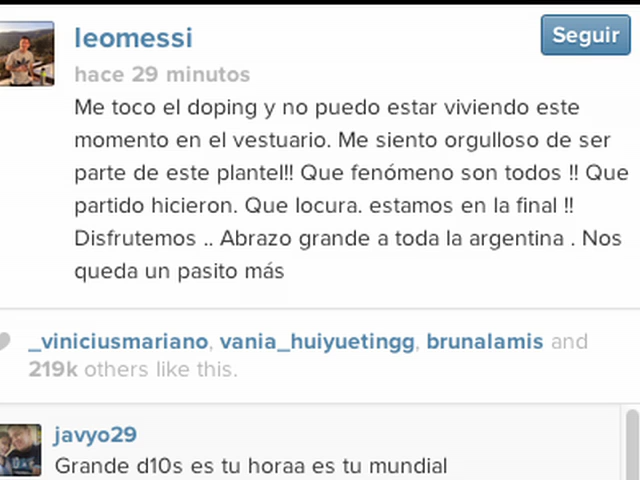 leomessi
Seguir
hace 29 minutos
Me toco el doping y no puedo estar viviendo este
momento en el vestuario. Me siento orgulloso de ser
parte de este plantel!! Que fenómeno son todos !! Que
partido hicieron. Que locura. estamos en la final !!
Disfrutemos .. Abrazo grande a toda la argentina . Nos
queda un pasito más
_viniciusmariano, vania_huiyuetingg, brunalamis and
219k others like this.
javyo29
Grande d10s es tu horaa es tu mundial